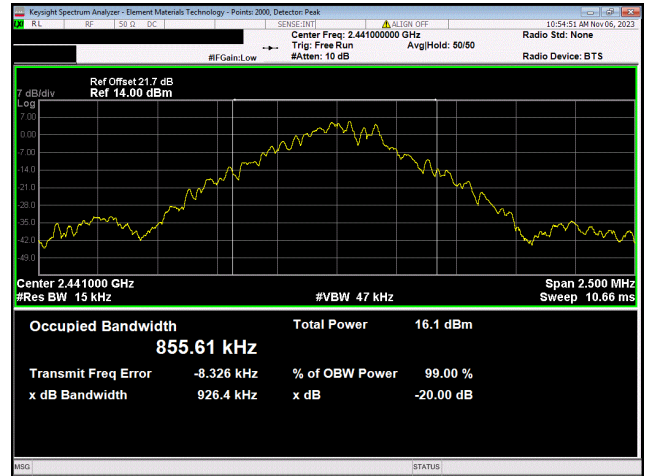 Keysight Spectrum Analyzer - Element Materials Technology - Points: 2000, Detector: Peak
LXI RL RF 50 Ω DC SENSE:INT ALIGN OFF 10:54:51 AM Nov 06, 2023
Center Freq: 2.441000000 GHz Radio Std: None
Trig: Free Run Avg|Hold: 50/50
#IFGain:Low #Atten: 10 dB Radio Device: BTS
Ref Offset 21.7 dB
7 dB/div Ref 14.00 dBm
Log
7.00
0.00
-7.00
-14.0
-21.0
-28.0
-35.0
-42.0
-49.0
Center 2.441000 GHz Span 2.500 MHz
#Res BW 15 kHz #VBW 47 kHz Sweep 10.66 ms
Occupied Bandwidth Total Power 16.1 dBm
855.61 kHz
Transmit Freq Error -8.326 kHz % of OBW Power 99.00 %
x dB Bandwidth 926.4 kHz x dB -20.00 dB
MSG STATUS